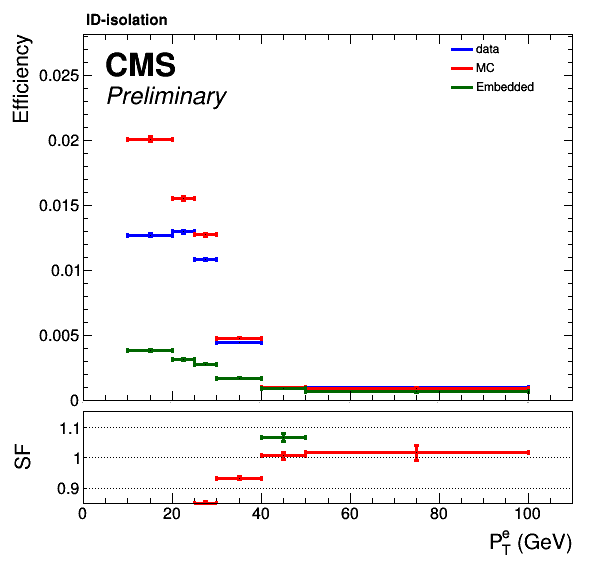 ID-isolation
CMS
Preliminary
data
MC
Embedded
Efficiency
0.025
0.02
0.015
0.01
0.005
0
SF
1.1
1
0.9
0 20 40 60 80 100
P_T^e (GeV)